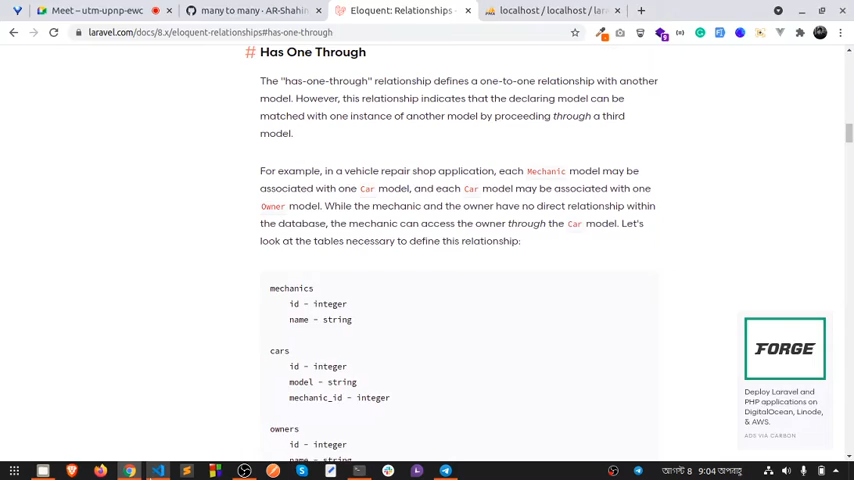 Meet – utm-upnp-ewc
many to many · AR-Shahin
Eloquent: Relationships -
localhost / localhost / lara
laravel.com/docs/8.x/eloquent-relationships#has-one-through
# Has One Through
The "has-one-through" relationship defines a one-to-one relationship with another
model. However, this relationship indicates that the declaring model can be
matched with one instance of another model by proceeding through a third
model.
For example, in a vehicle repair shop application, each Mechanic model may be
associated with one Car model, and each Car model may be associated with one
Owner model. While the mechanic and the owner have no direct relationship within
the database, the mechanic can access the owner through the Car model. Let's
look at the tables necessary to define this relationship:
mechanics
id - integer
name - string
cars
id - integer
model - string
mechanic_id - integer
owners
id - integer
name - string
FORGE
Deploy Laravel and
PHP applications on
DigitalOcean, Linode,
& AWS.
ADS VIA CARBON
আগস্ট 8 9:04 অপরাহ্ণ